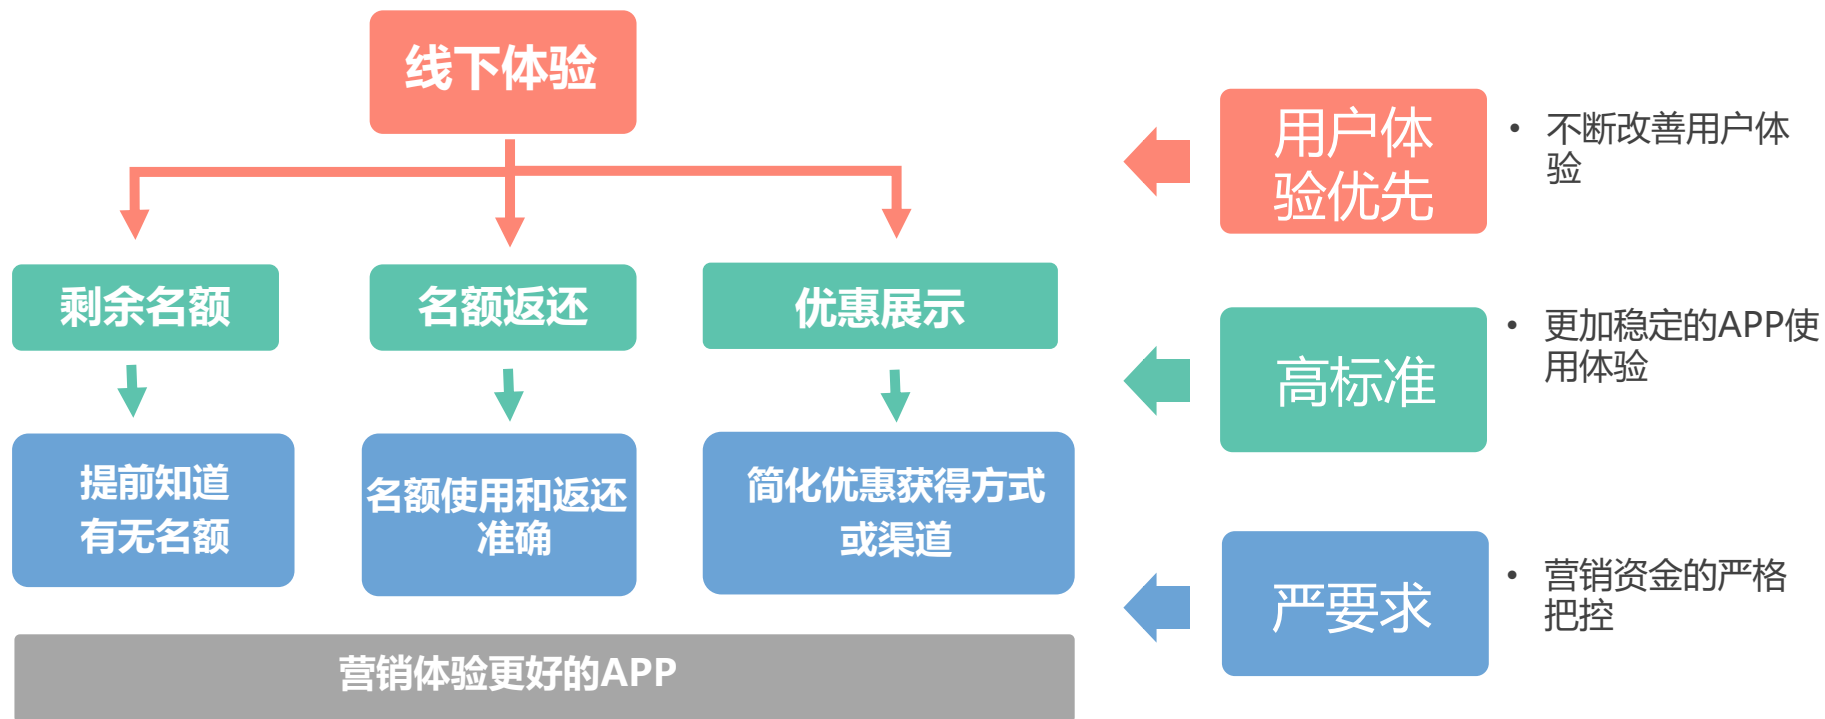 线下体验
剩余名额
名额返还
优惠展示
提前知道
有无名额
名额使用和返还
准确
简化优惠获得方式
或渠道
营销体验更好的APP
用户体
验优先
• 不断改善用户体
验
高标准
• 更加稳定的APP使
用体验
严要求
• 营销资金的严格
把控